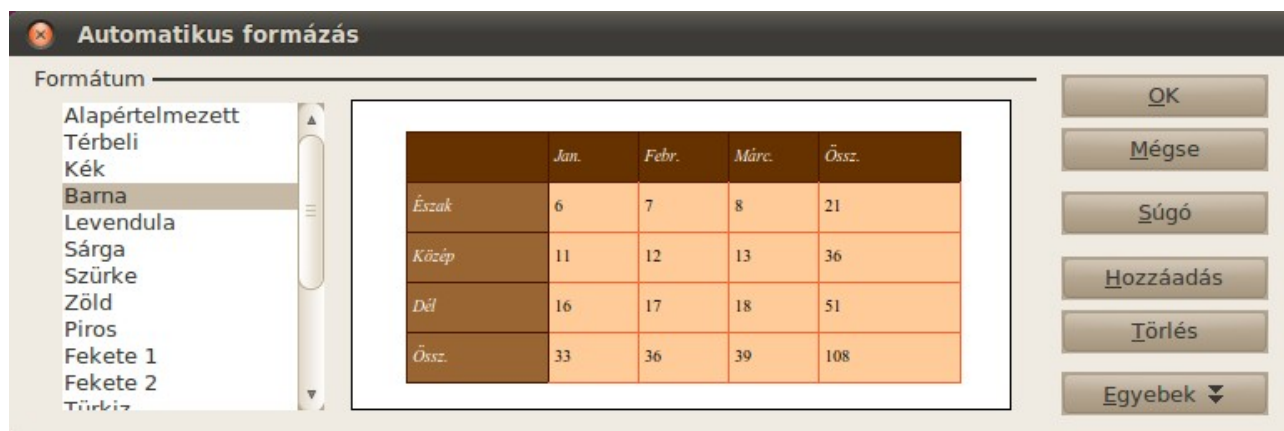 Automatikus formázás
Formátum
Alapértelmezett
Térbeli
Kék
Barna
Levendula
Sárga
Szürke
Zöld
Piros
Fekete 1
Fekete 2
Türkiz
Jan. Febr. Márc. Össz.
Észak 6 7 8 21
Közép 11 12 13 36
Dél 16 17 18 51
Össz. 33 36 39 108
OK
Mégse
Súgó
Hozzáadás
Törlés
Egyebek